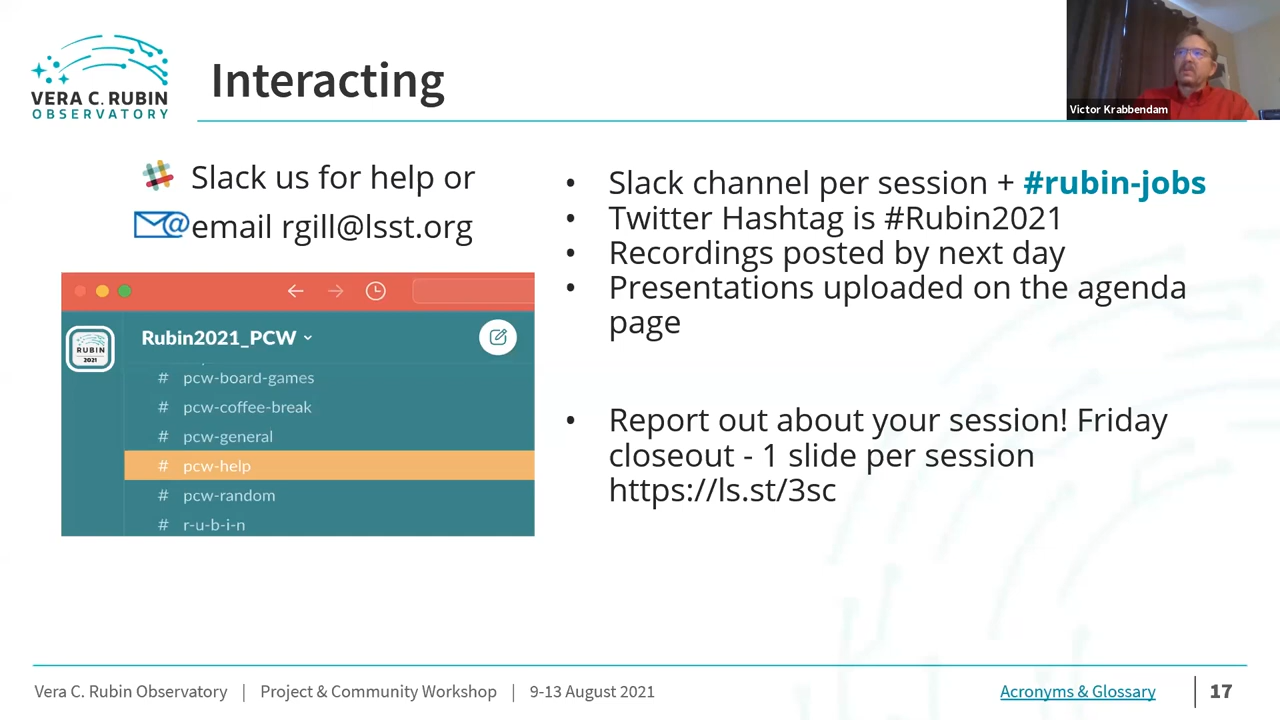 VERA C. RUBIN
OBSERVATORY
Interacting
Victor Krabbendam
Slack us for help or
email rgill@lsst.org
Rubin2021_PCW
RUBIN
2021
# pcw-board-games
# pcw-coffee-break
# pcw-general
# pcw-help
# pcw-random
# r-u-b-i-n
• Slack channel per session + #rubin-jobs
• Twitter Hashtag is #Rubin2021
• Recordings posted by next day
• Presentations uploaded on the agenda
page
• Report out about your session! Friday
closeout - 1 slide per session
https://ls.st/3sc
Vera C. Rubin Observatory | Project & Community Workshop | 9-13 August 2021
Acronyms & Glossary | 17